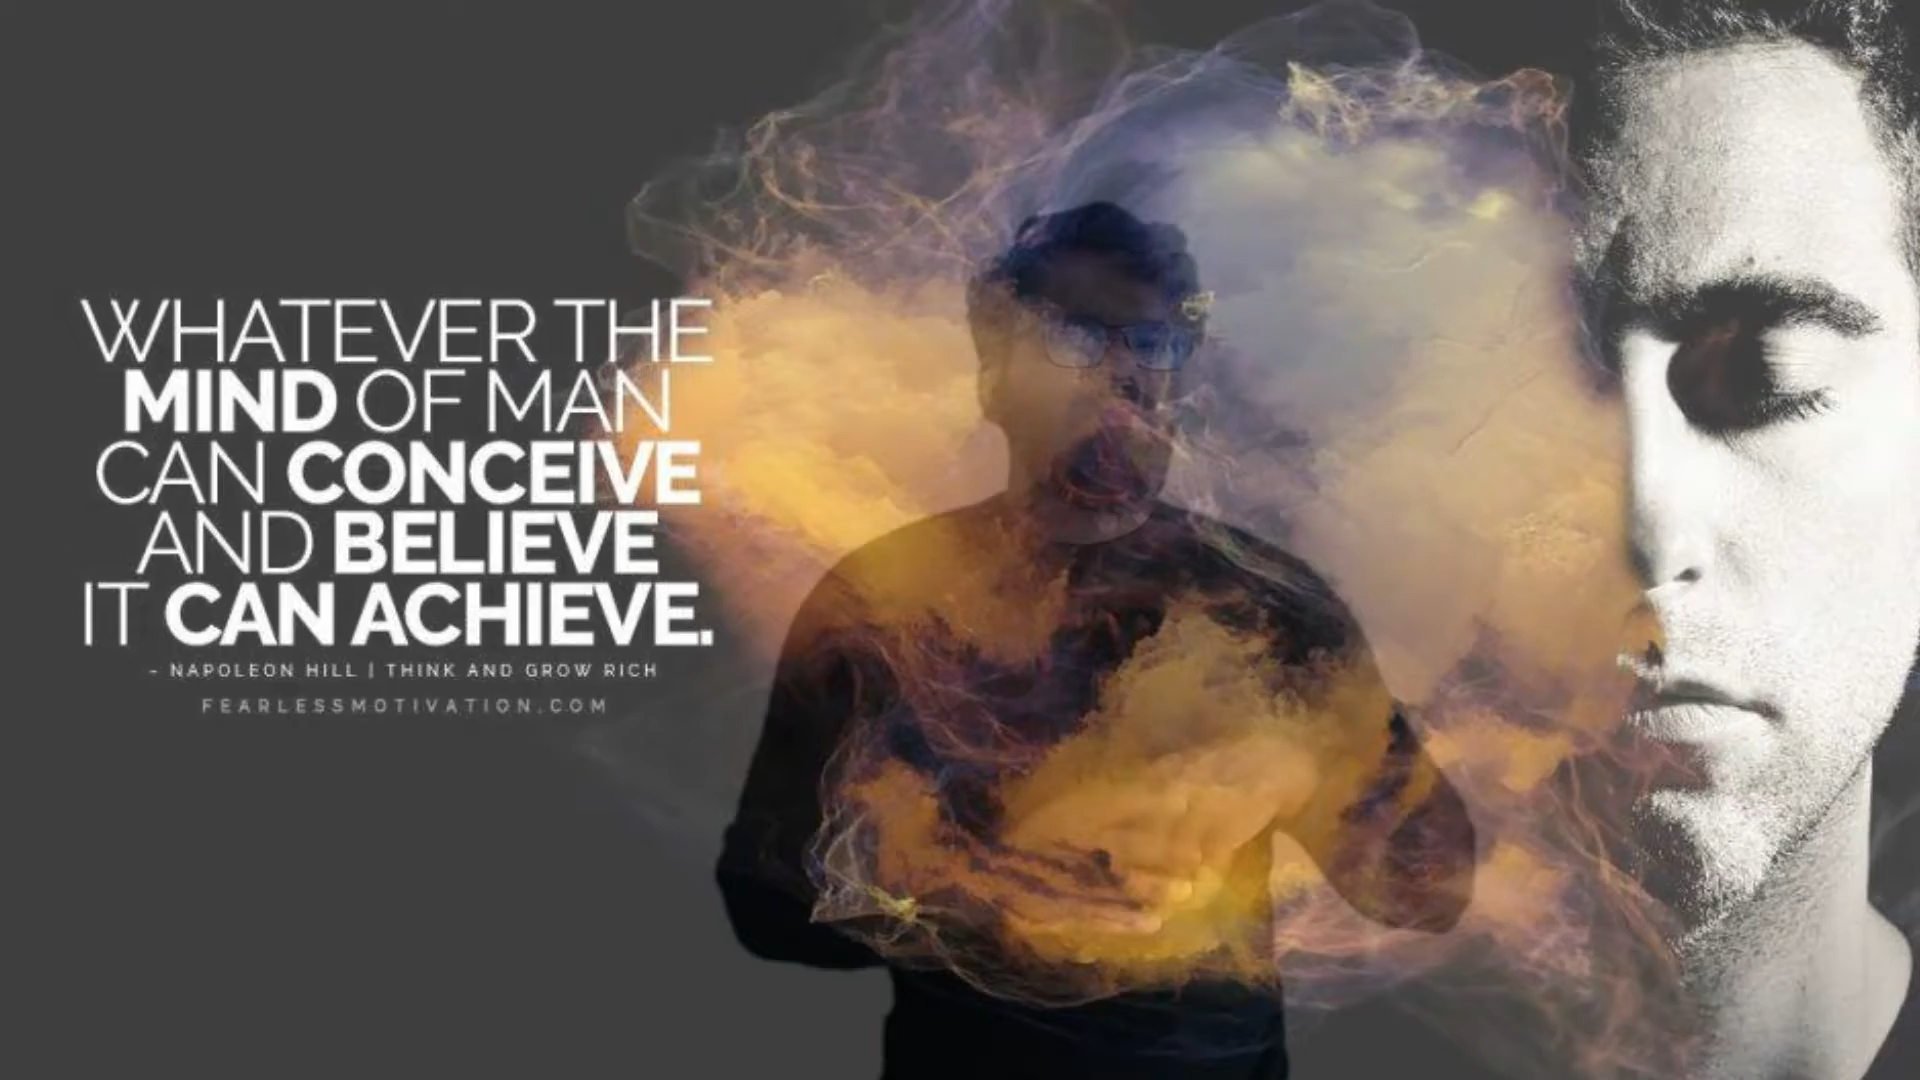 WHATEVER THE
MIND OF MAN
CAN CONCEIVE
AND BELIEVE
IT CAN ACHIEVE.
- NAPOLEON HILL | THINK AND GROW RICH
FEARLESSMOTIVATION.COM